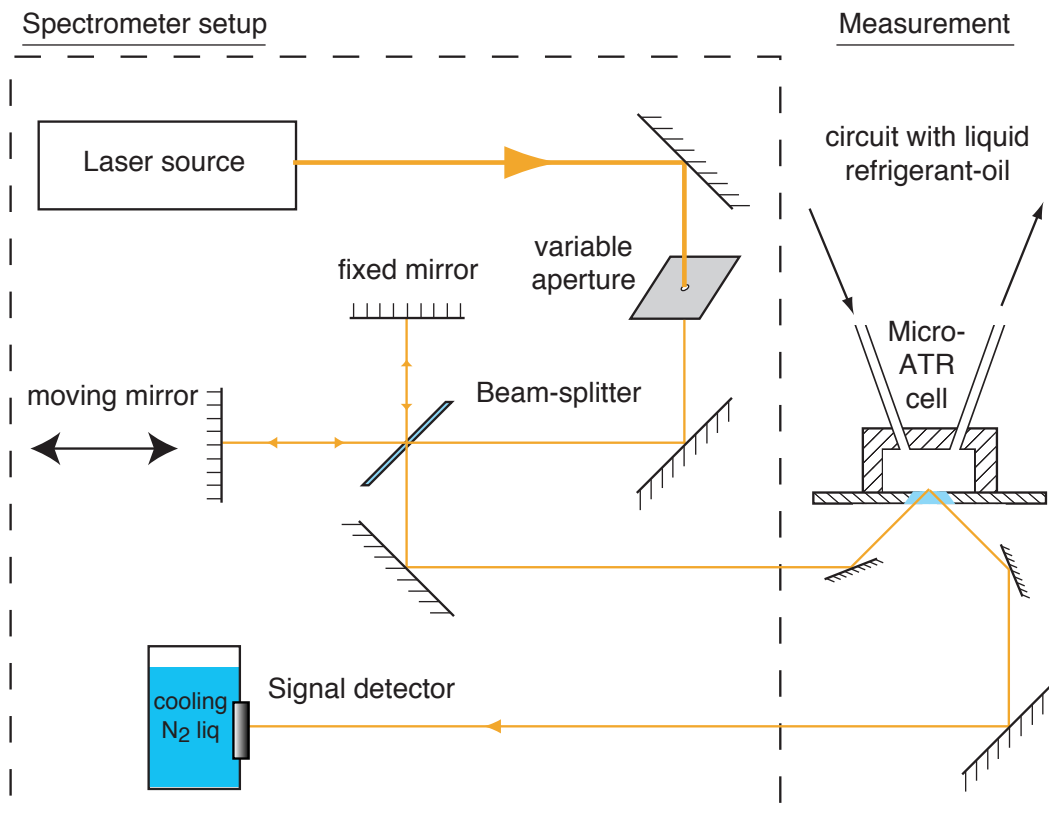 Spectrometer setup
Measurement
Laser source
circuit with liquid
refrigerant-oil
variable
aperture
fixed mirror
Micro-
ATR
cell
moving mirror
Beam-splitter
Signal detector
cooling
N2 liq